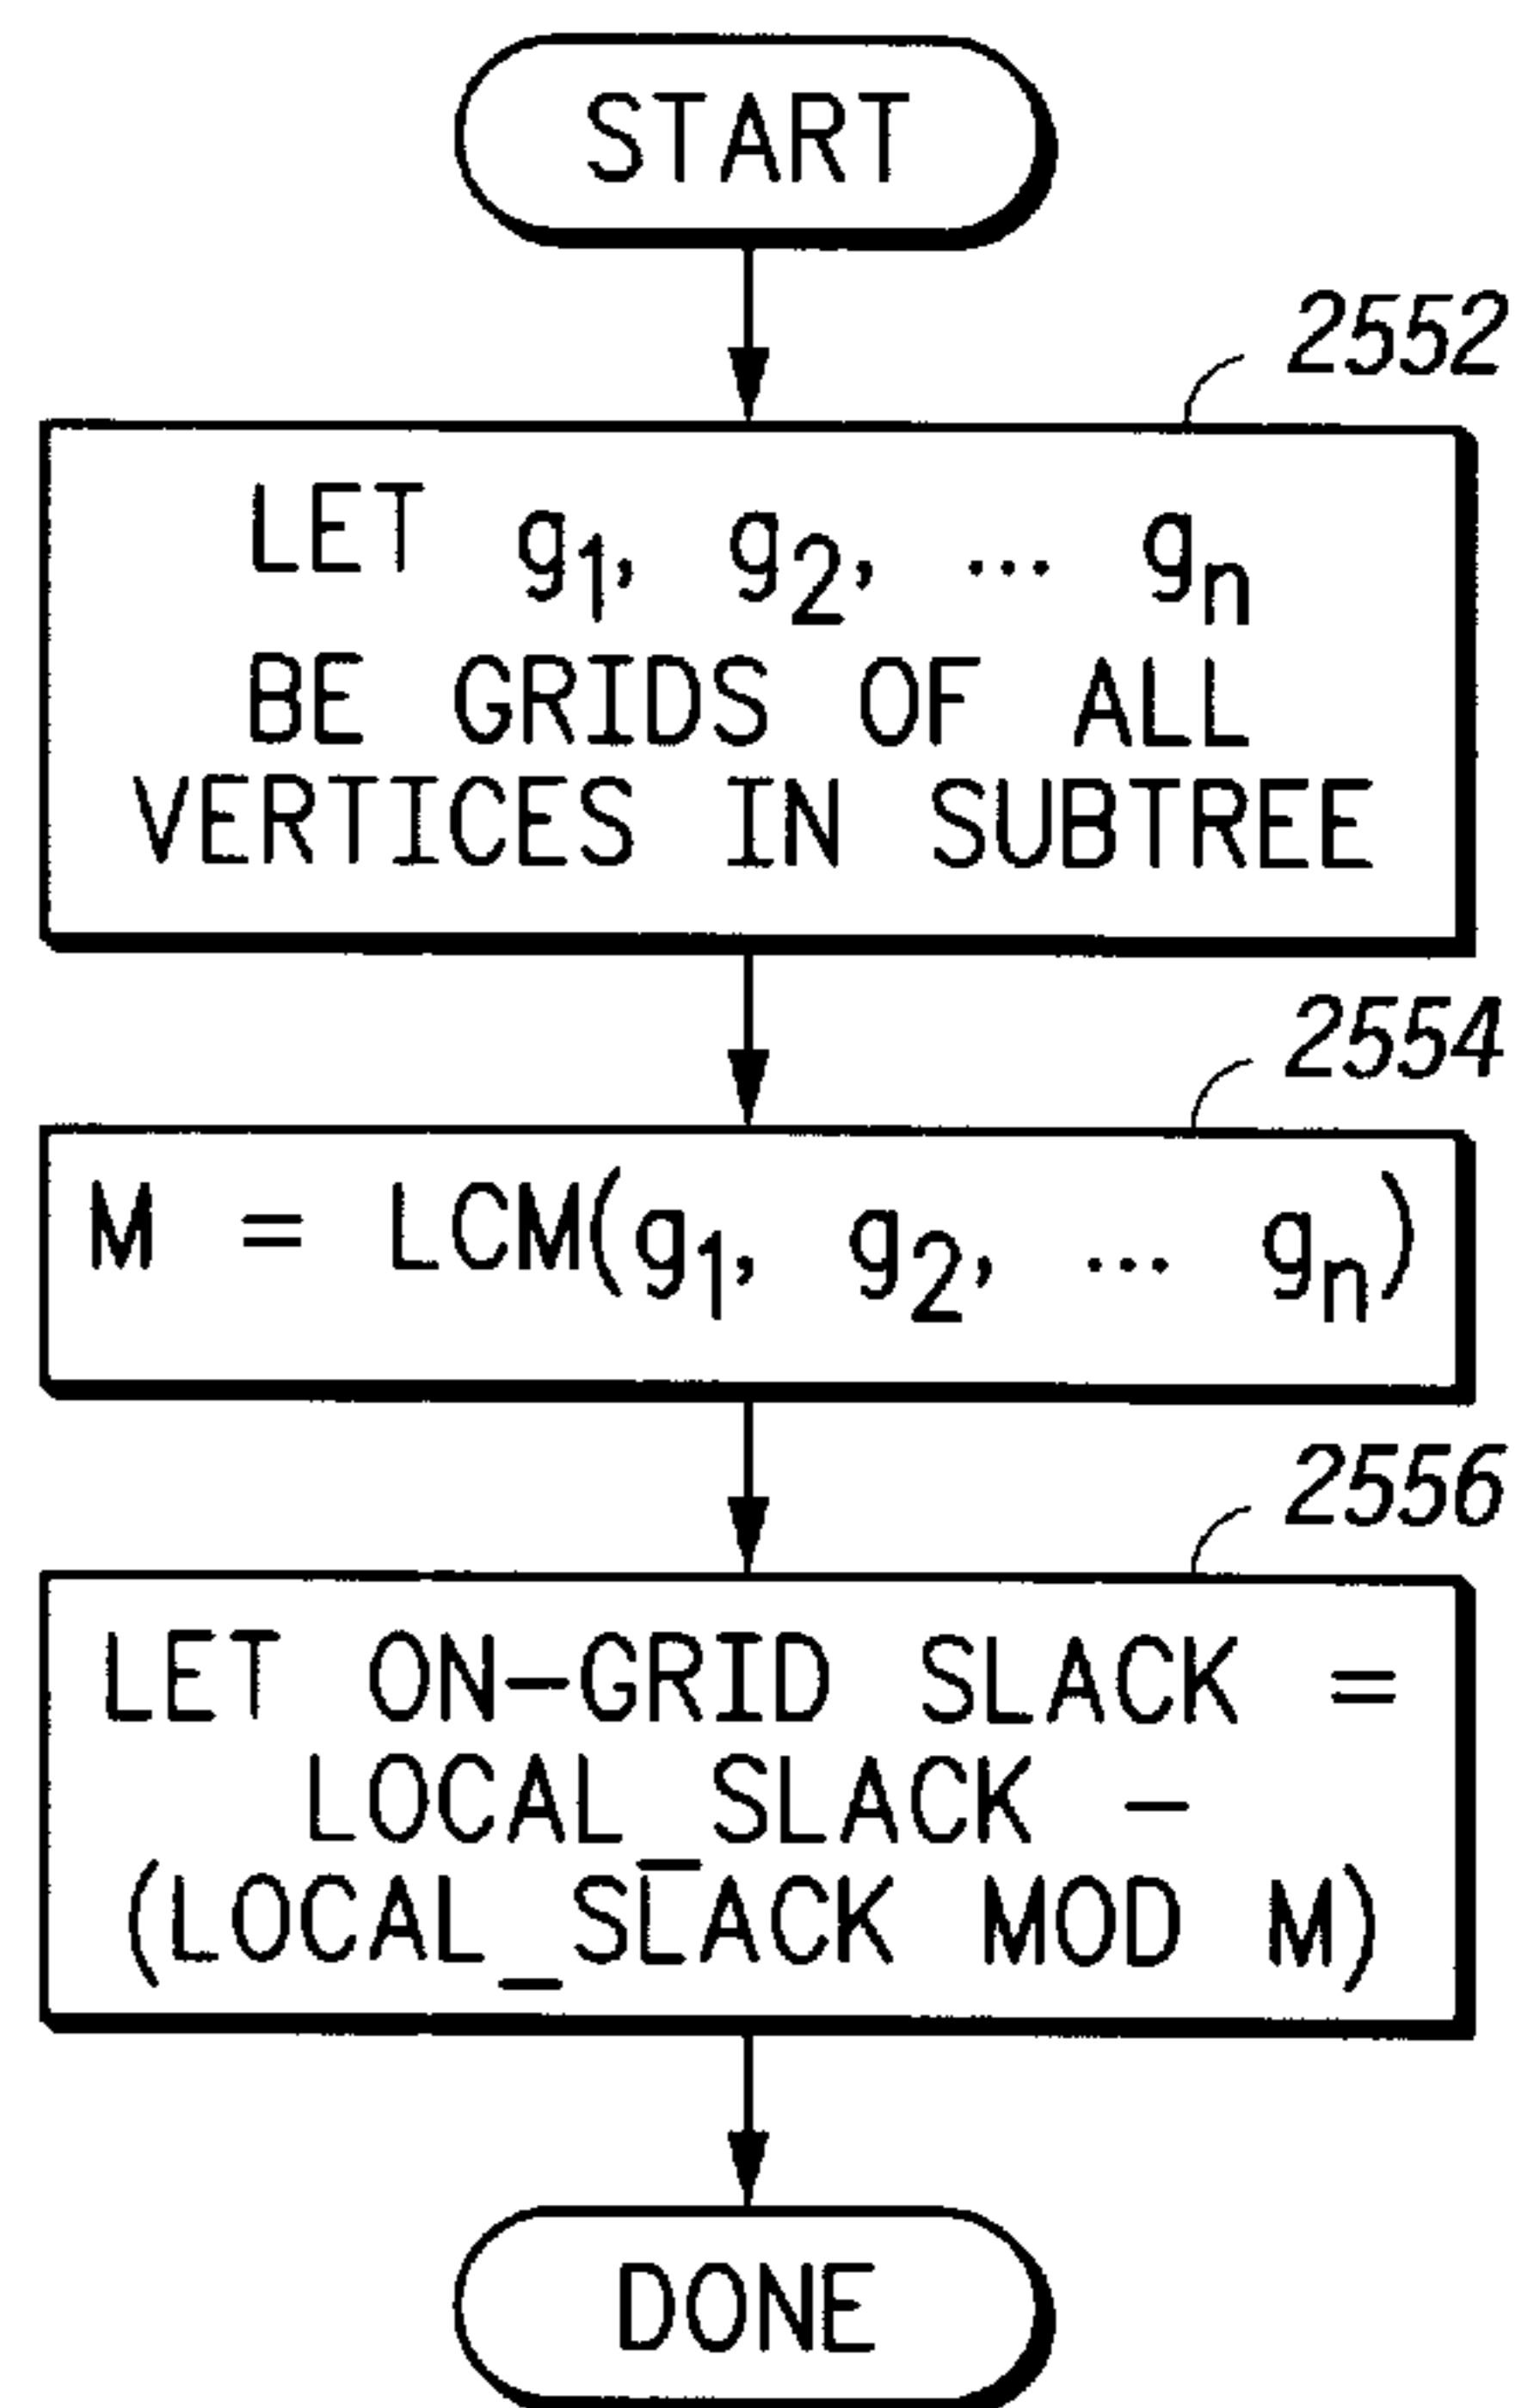 START
2552
LET g1, g2, ... gn
BE GRIDS OF ALL
VERTICES IN SUBTREE
2554
M = LCM(g1, g2, ... gn)
2556
LET ON-GRID SLACK =
LOCAL_SLACK -
(LOCAL_SLACK MOD M)
DONE